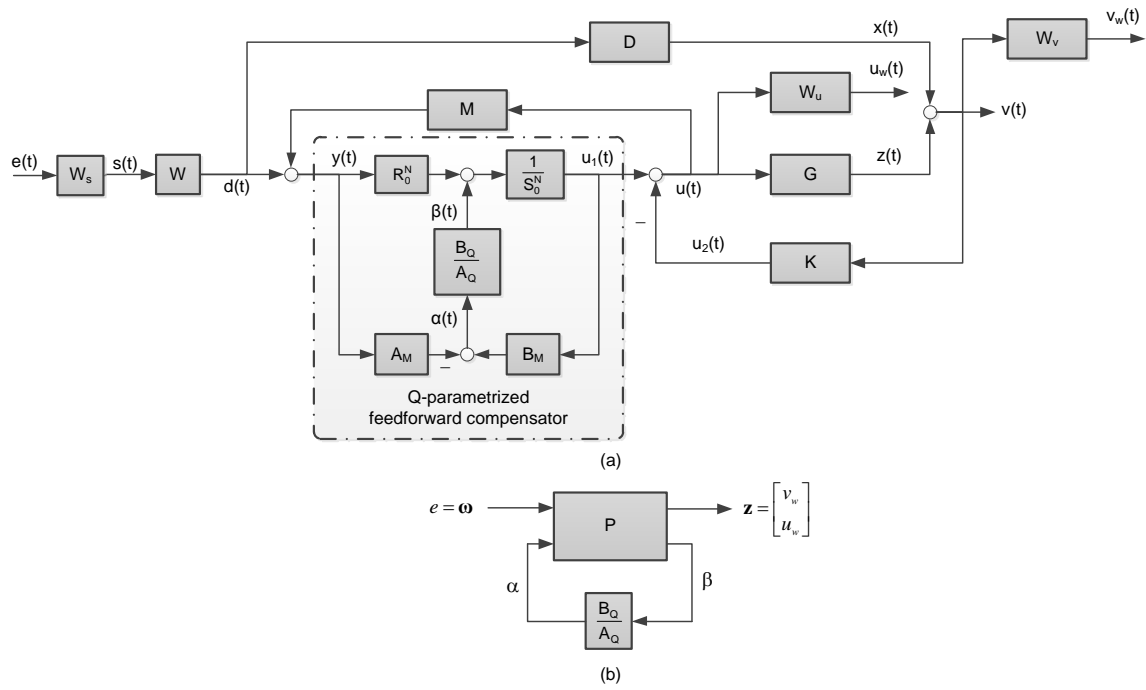 x(t)
v_w(t)
D
W_v
u_w(t)
M
W_u
v(t)
e(t)
s(t)
y(t)
u_1(t)
z(t)
W_s
W
R_0^N
1
S_0^N
G
d(t)
u(t)
β(t)
−
u_2(t)
B_Q
A_Q
K
α(t)
A_M
B_M
−
Q-parametrized
feedforward compensator
(a)
e = ω
P
z = [v_w
u_w]
α
β
B_Q
A_Q
(b)